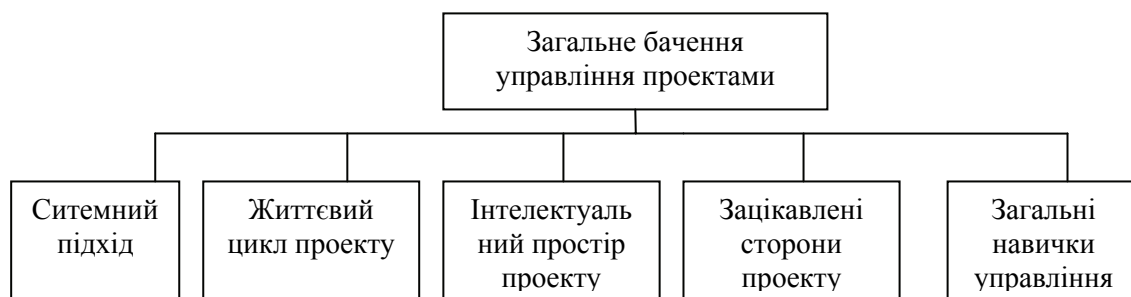 Загальне бачення
управління проектами
Ситемний
підхід
Життєвий
цикл проекту
Інтелектуаль
ний простір
проекту
Зацікавлені
сторони
проекту
Загальні
навички
управління